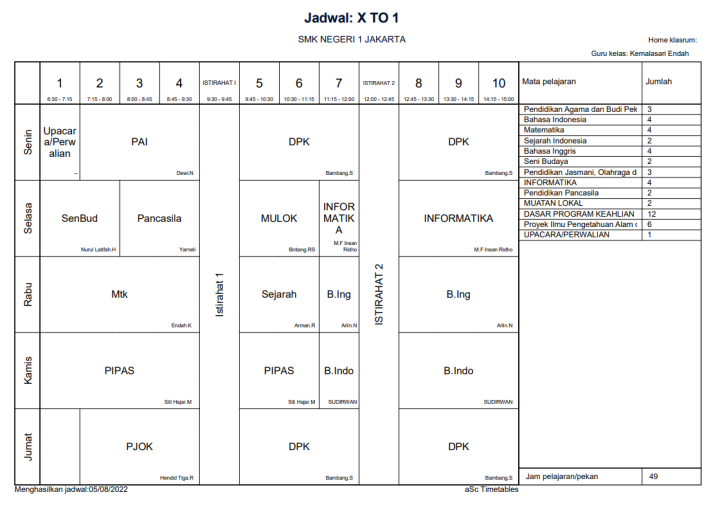 Jadwal: X TO 1
SMK NEGERI 1 JAKARTA
Home klasrum:
Guru kelas: Kemalasari Endah
1 2 3 4 ISTIRAHAT I 5 6 7 ISTIRAHAT 2 8 9 10 Mata pelajaran Jumlah
6:30 - 7:15 7:15 - 8:00 8:00 - 8:45 8:45 - 9:30 9:30 - 9:45 9:45 - 10:30 10:30 - 11:15 11:15 - 12:00 12:00 - 12:45 12:45 - 13:30 13:30 - 14:15 14:15 - 15:00
Senin
Upacar
a/Perw
alian
--
PAI
Dewi.N
DPK
Bambang.S
DPK
Bambang.S
Selasa
SenBud
Nurul Latifah.H
Pancasila
Yarneli
MULOK
Bintang.RS
INFOR
MATIK
A
M.F Insan
Ridho
INFORMATIKA
M.F Insan Ridho
Rabu
Mtk
Endah.K
Istirahat 1
Sejarah
Arman.R
B.Ing
Arlin.N
ISTIRAHAT 2
B.Ing
Arlin.N
Kamis
PIPAS
Siti Hajar.M
PIPAS
Siti Hajar.M
B.Indo
SUDIRWAN
B.Indo
SUDIRWAN
Jumat
PJOK
Hendid Tiga.R
DPK
Bambang.S
DPK
Bambang.S
Pendidikan Agama dan Budi Pek 3
Bahasa Indonesia 4
Matematika 4
Sejarah Indonesia 2
Bahasa Inggris 4
Seni Budaya 2
Pendidikan Jasmani, Olahraga d 3
INFORMATIKA 4
Pendidikan Pancasila 2
MUATAN LOKAL 2
DASAR PROGRAM KEAHLIAN 12
Proyek Ilmu Pengetahuan Alam 6
UPACARA/PERWALIAN 1
Jam pelajaran/pekan 49
Menghasilkan jadwal:05/08/2022
aSc Timetables